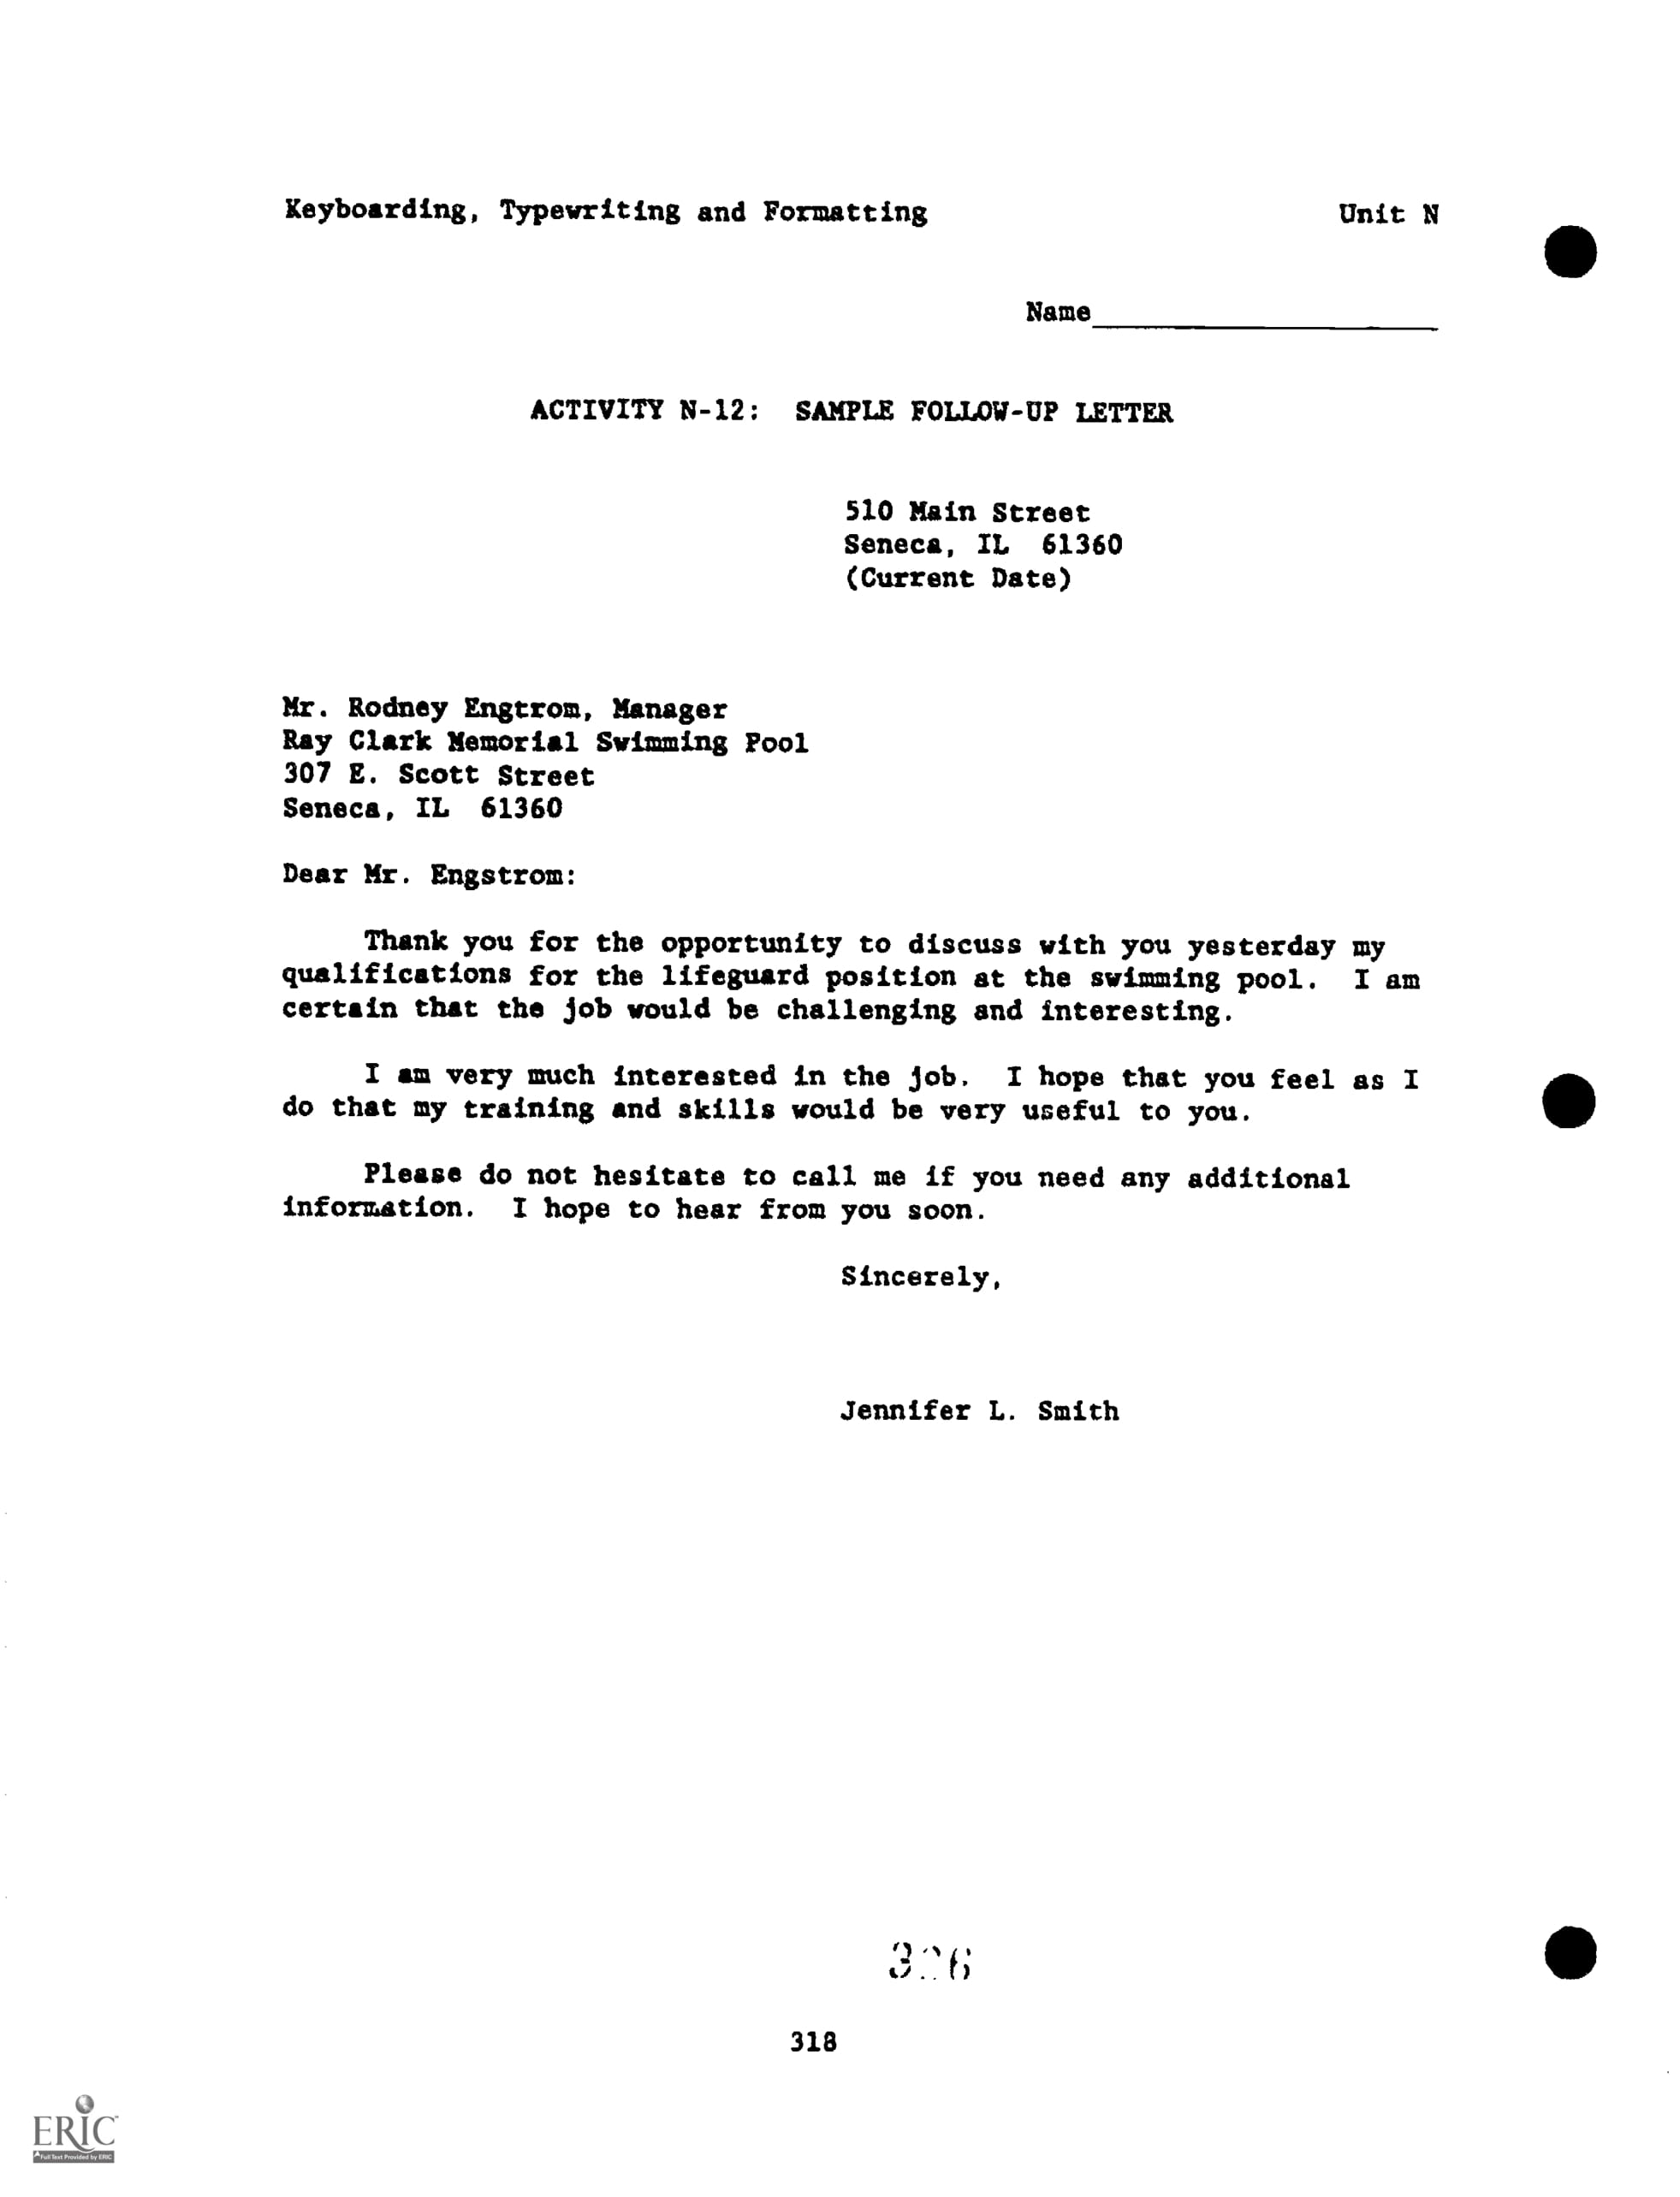 Keyboarding, Typewriting and Formatting Unit N
Name
ACTIVITY N-12: SAMPLE FOLLOW-UP LETTER
510 Main Street
Seneca, IL 61360
(Current Date)
Mr. Rodney Engtrom, Manager
Ray Clark Memorial Swimming Pool
307 E. Scott Street
Seneca, IL 61360
Dear Mr. Engstrom:
Thank you for the opportunity to discuss with you yesterday my
qualifications for the lifeguard position at the swimming pool. I am
certain that the job would be challenging and interesting.
I am very much interested in the job. I hope that you feel as I
do that my training and skills would be very useful to you.
Please do not hesitate to call me if you need any additional
information. I hope to hear from you soon.
Sincerely,
Jennifer L. Smith
318
ERIC
Full Text Provided by ERIC